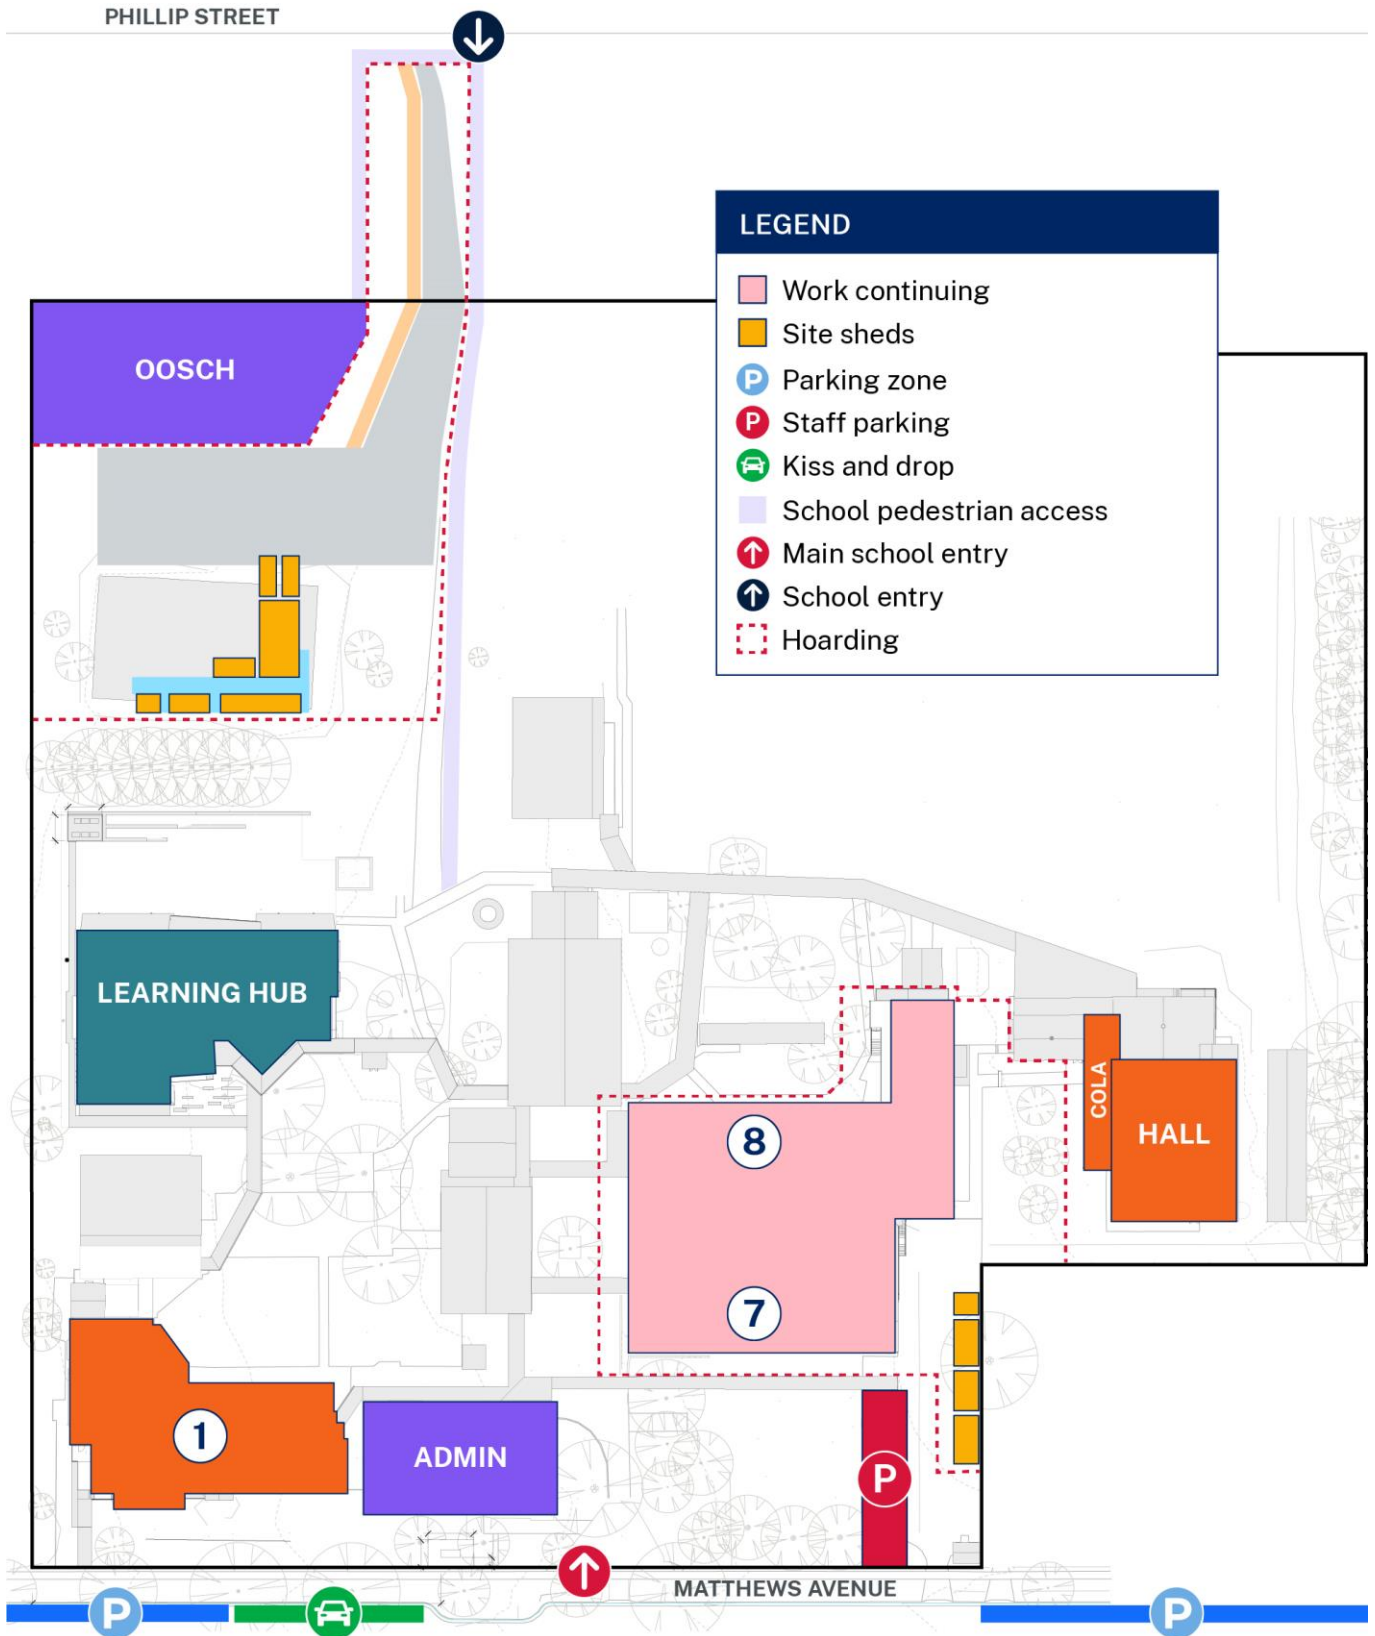 PHILLIP STREET
LEGEND
Work continuing
Site sheds
P Parking zone
P Staff parking
Kiss and drop
School pedestrian access
Main school entry
School entry
Hoarding
OOSCH
LEARNING HUB
COLA
HALL
8
7
1
ADMIN
P
MATTHEWS AVENUE
P
P